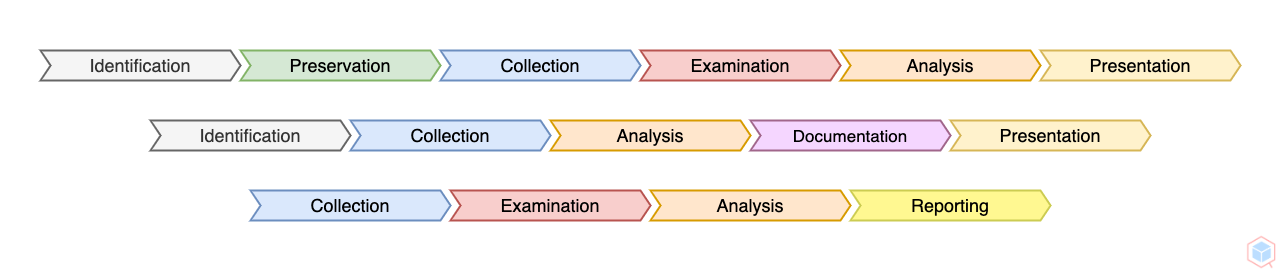 Identification Preservation Collection Examination Analysis Presentation
Identification Collection Analysis Documentation Presentation
Collection Examination Analysis Reporting